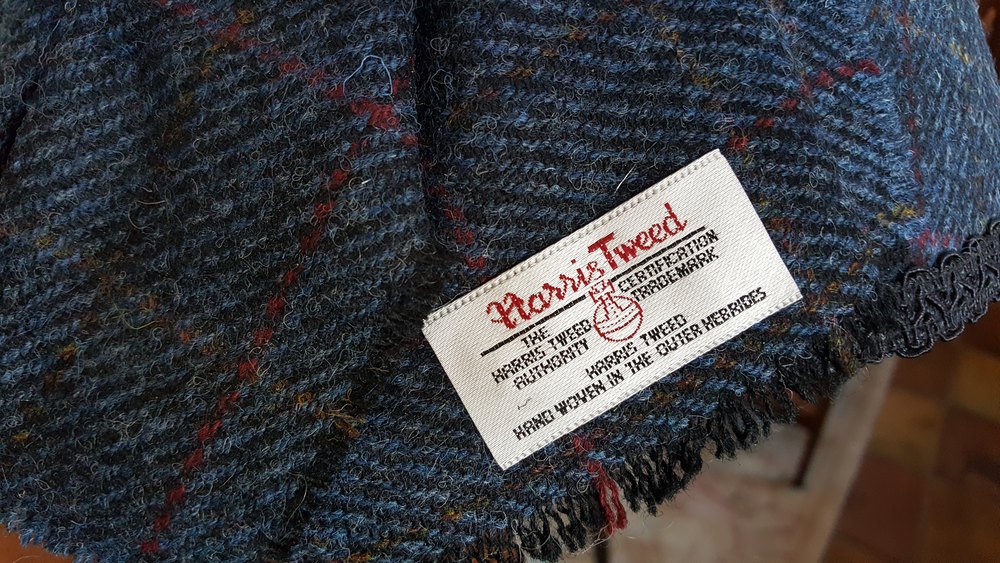 Harris Tweed
THE CERTIFICATION
HARRIS TWEED TRADEMARK
AUTHORITY
HARRIS TWEED
HAND WOVEN IN THE OUTER HEBRIDES